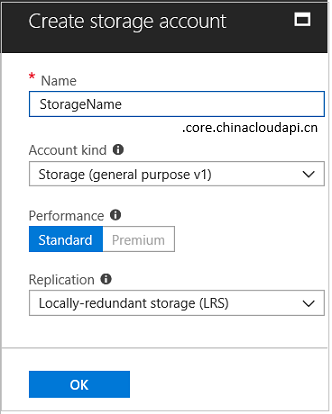 Create storage account
* Name
StorageName
.core.chinacloudapi.cn
Account kind
Storage (general purpose v1)
Performance
Standard Premium
Replication
Locally-redundant storage (LRS)
OK